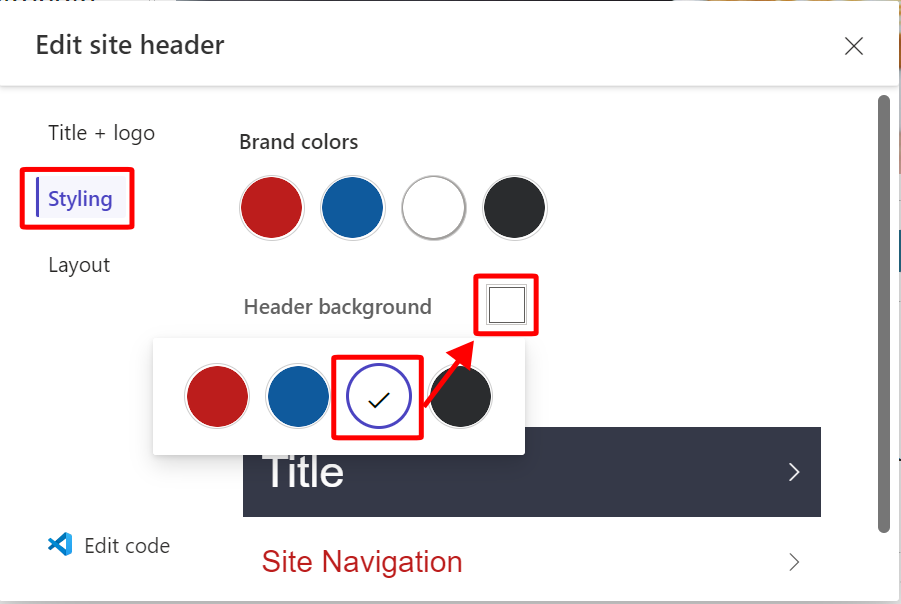 Edit site header
Title + logo
Brand colors
Styling
Layout
Header background
Title
Edit code
Site Navigation